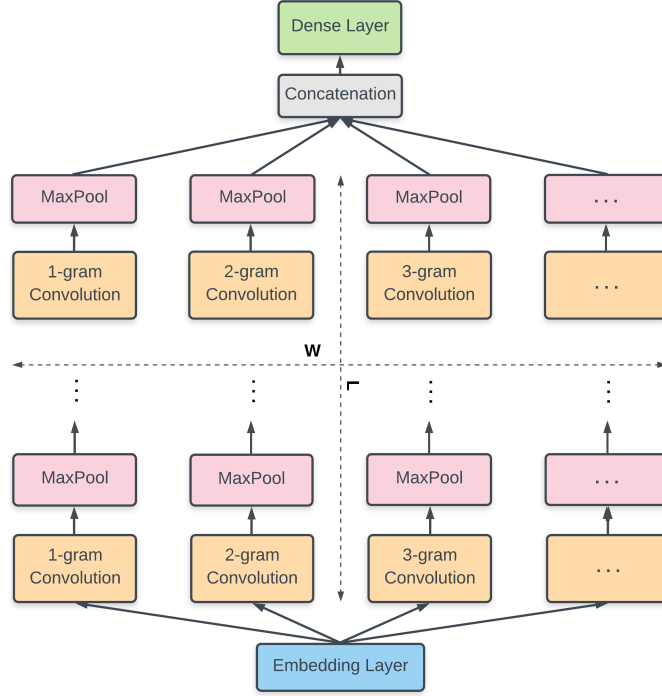 Dense Layer
Concatenation
MaxPool MaxPool MaxPool ...
1-gram Convolution
2-gram Convolution
3-gram Convolution
...
W
L
... ... ... ...
MaxPool MaxPool MaxPool ...
1-gram Convolution
2-gram Convolution
3-gram Convolution
...
Embedding Layer